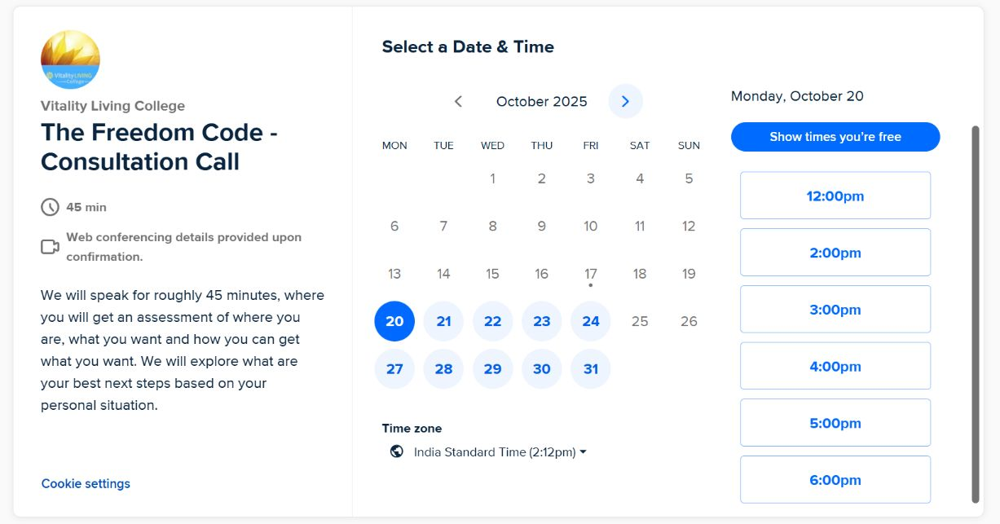 Vitality LIVING
College
Vitality Living College
The Freedom Code -
Consultation Call
45 min
Web conferencing details provided upon
confirmation.
We will speak for roughly 45 minutes, where
you will get an assessment of where you
are, what you want and how you can get
what you want. We will explore what are
your best next steps based on your
personal situation.
Cookie settings
Select a Date & Time
October 2025
MON TUE WED THU FRI SAT SUN
1 2 3 4 5
6 7 8 9 10 11 12
13 14 15 16 17 18 19
20 21 22 23 24 25 26
27 28 29 30 31
Time zone
India Standard Time (2:12pm)
Monday, October 20
Show times you’re free
12:00pm
2:00pm
3:00pm
4:00pm
5:00pm
6:00pm